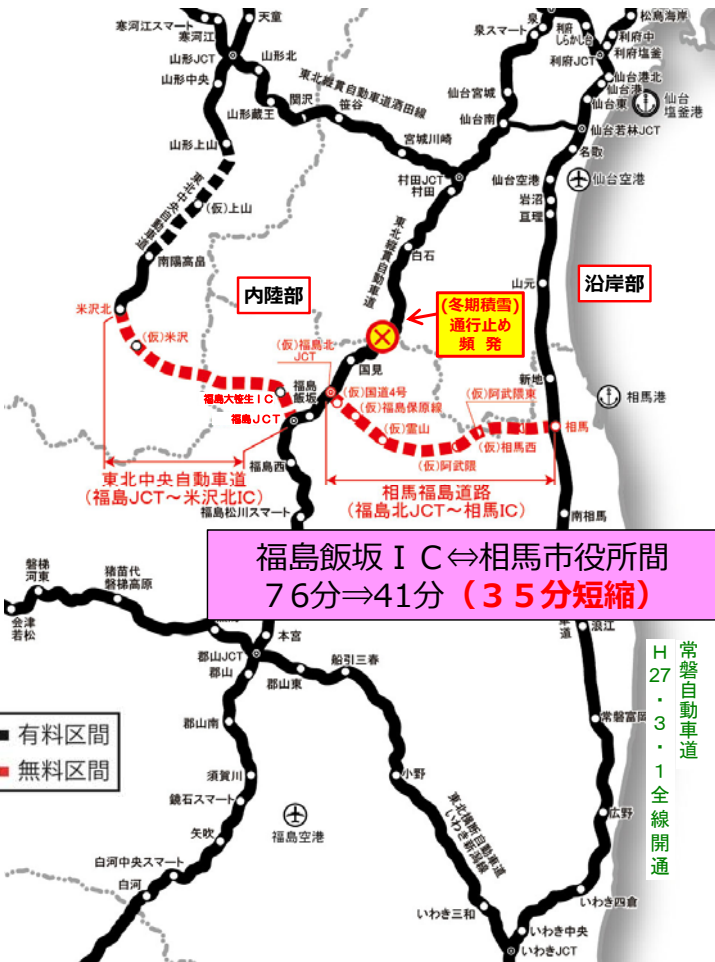 寒河江スマート
寒河江
天童
山形JCT
山形北
山形中央
山形蔵王
関沢
笹谷
東北縦貫自動車道酒田線
宮城川崎
山形上山
泉スマート
泉
利府
しらかし台
松島海岸
利府中
利府塩釜
利府JCT
仙台港北
仙台港
仙台
塩釜港
仙台宮城
仙台東
仙台南
仙台若林JCT
名取
村田JCT
村田
仙台空港
仙台空港
岩沼
亘理
東北中央自動車道
(仮)上山
南陽高畠
東北縦貫自動車道
白石
山元
内陸部
沿岸部
米沢北
(仮)米沢
(冬期積雪)
通行止め
頻 発
(仮)福島北
JCT
国見
新地
相馬港
福島大笹生IC
福島
飯坂
福島JCT
(仮)国道4号
(仮)福島保原線
(仮)霊山
(仮)阿武隈東
(仮)相馬西
(仮)阿武隈
相馬
福島西
東北中央自動車道
(福島JCT～米沢北IC)
相馬福島道路
(福島北JCT～相馬IC)
福島松川スマート
南相馬
福島飯坂IC⇔相馬市役所間
76分⇒41分(35分短縮)
磐梯
河東
猪苗代
磐梯高原
会津
若松
本宮
郡山JCT
郡山
郡山東
船引三春
車道
浪江
常磐自動車道
H27・3・1全線開通
常磐富岡
有料区間
無料区間
郡山南
須賀川
鏡石スマート
小野
東北横断自動車道
いわき新潟線
広野
福島空港
矢吹
白河中央スマート
白河
いわき三和
いわき四倉
いわき中央
いわきJCT